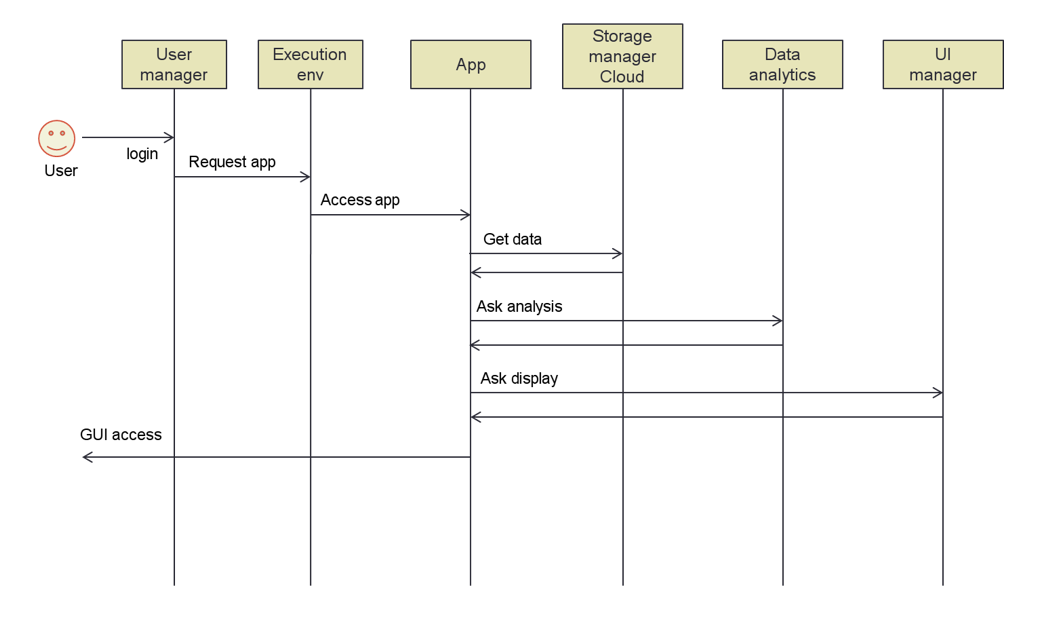 User
manager
Execution
env
App
Storage
manager
Cloud
Data
analytics
UI
manager
login
User
Request app
Access app
Get data
Ask analysis
Ask display
GUI access